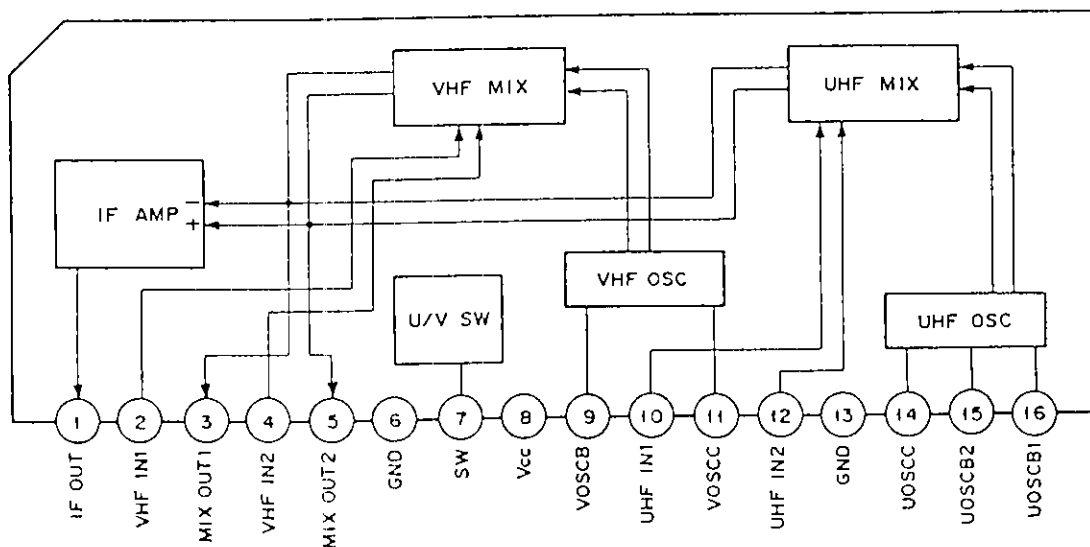 VHF MIX
UHF MIX
IF AMP
−
+
VHF OSC
U/V SW
UHF OSC
1
2
3
4
5
6
7
8
9
10
11
12
13
14
15
16
IF OUT
VHF IN1
MIX OUT1
VHF IN2
MIX OUT2
GND
SW
Vcc
VOSCB
UHF IN1
VOSCC
UHF IN2
GND
UOSCC
UOSCB2
UOSCB1